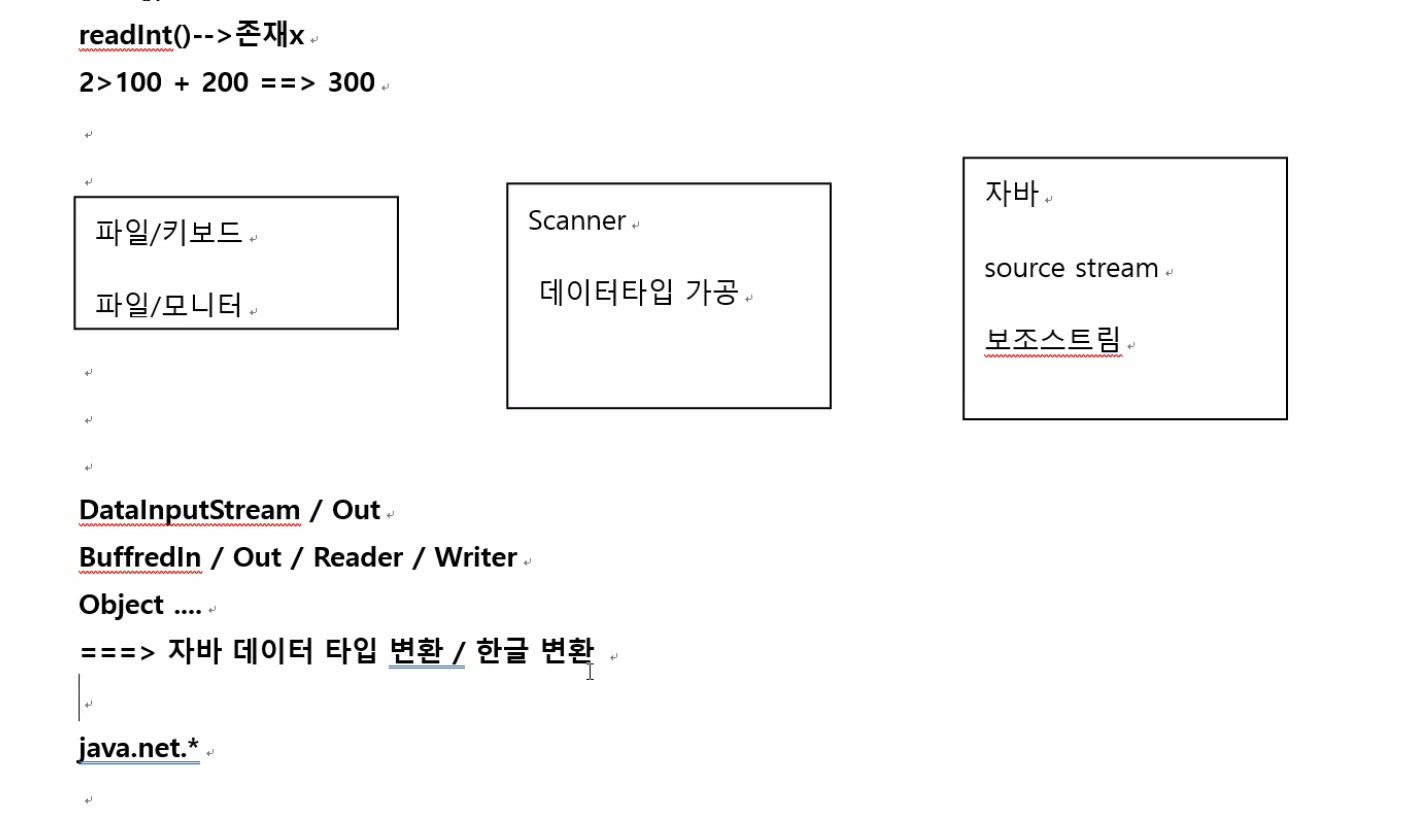 readInt()-->존재x
2>100 + 200 ==> 300
파일/키보드
파일/모니터
Scanner
데이터타입 가공
자바
source stream
보조스트림
DataInputStream / Out
BuffredIn / Out / Reader / Writer
Object ....
===> 자바 데이터 타입 변환 / 한글 변환
java.net.*